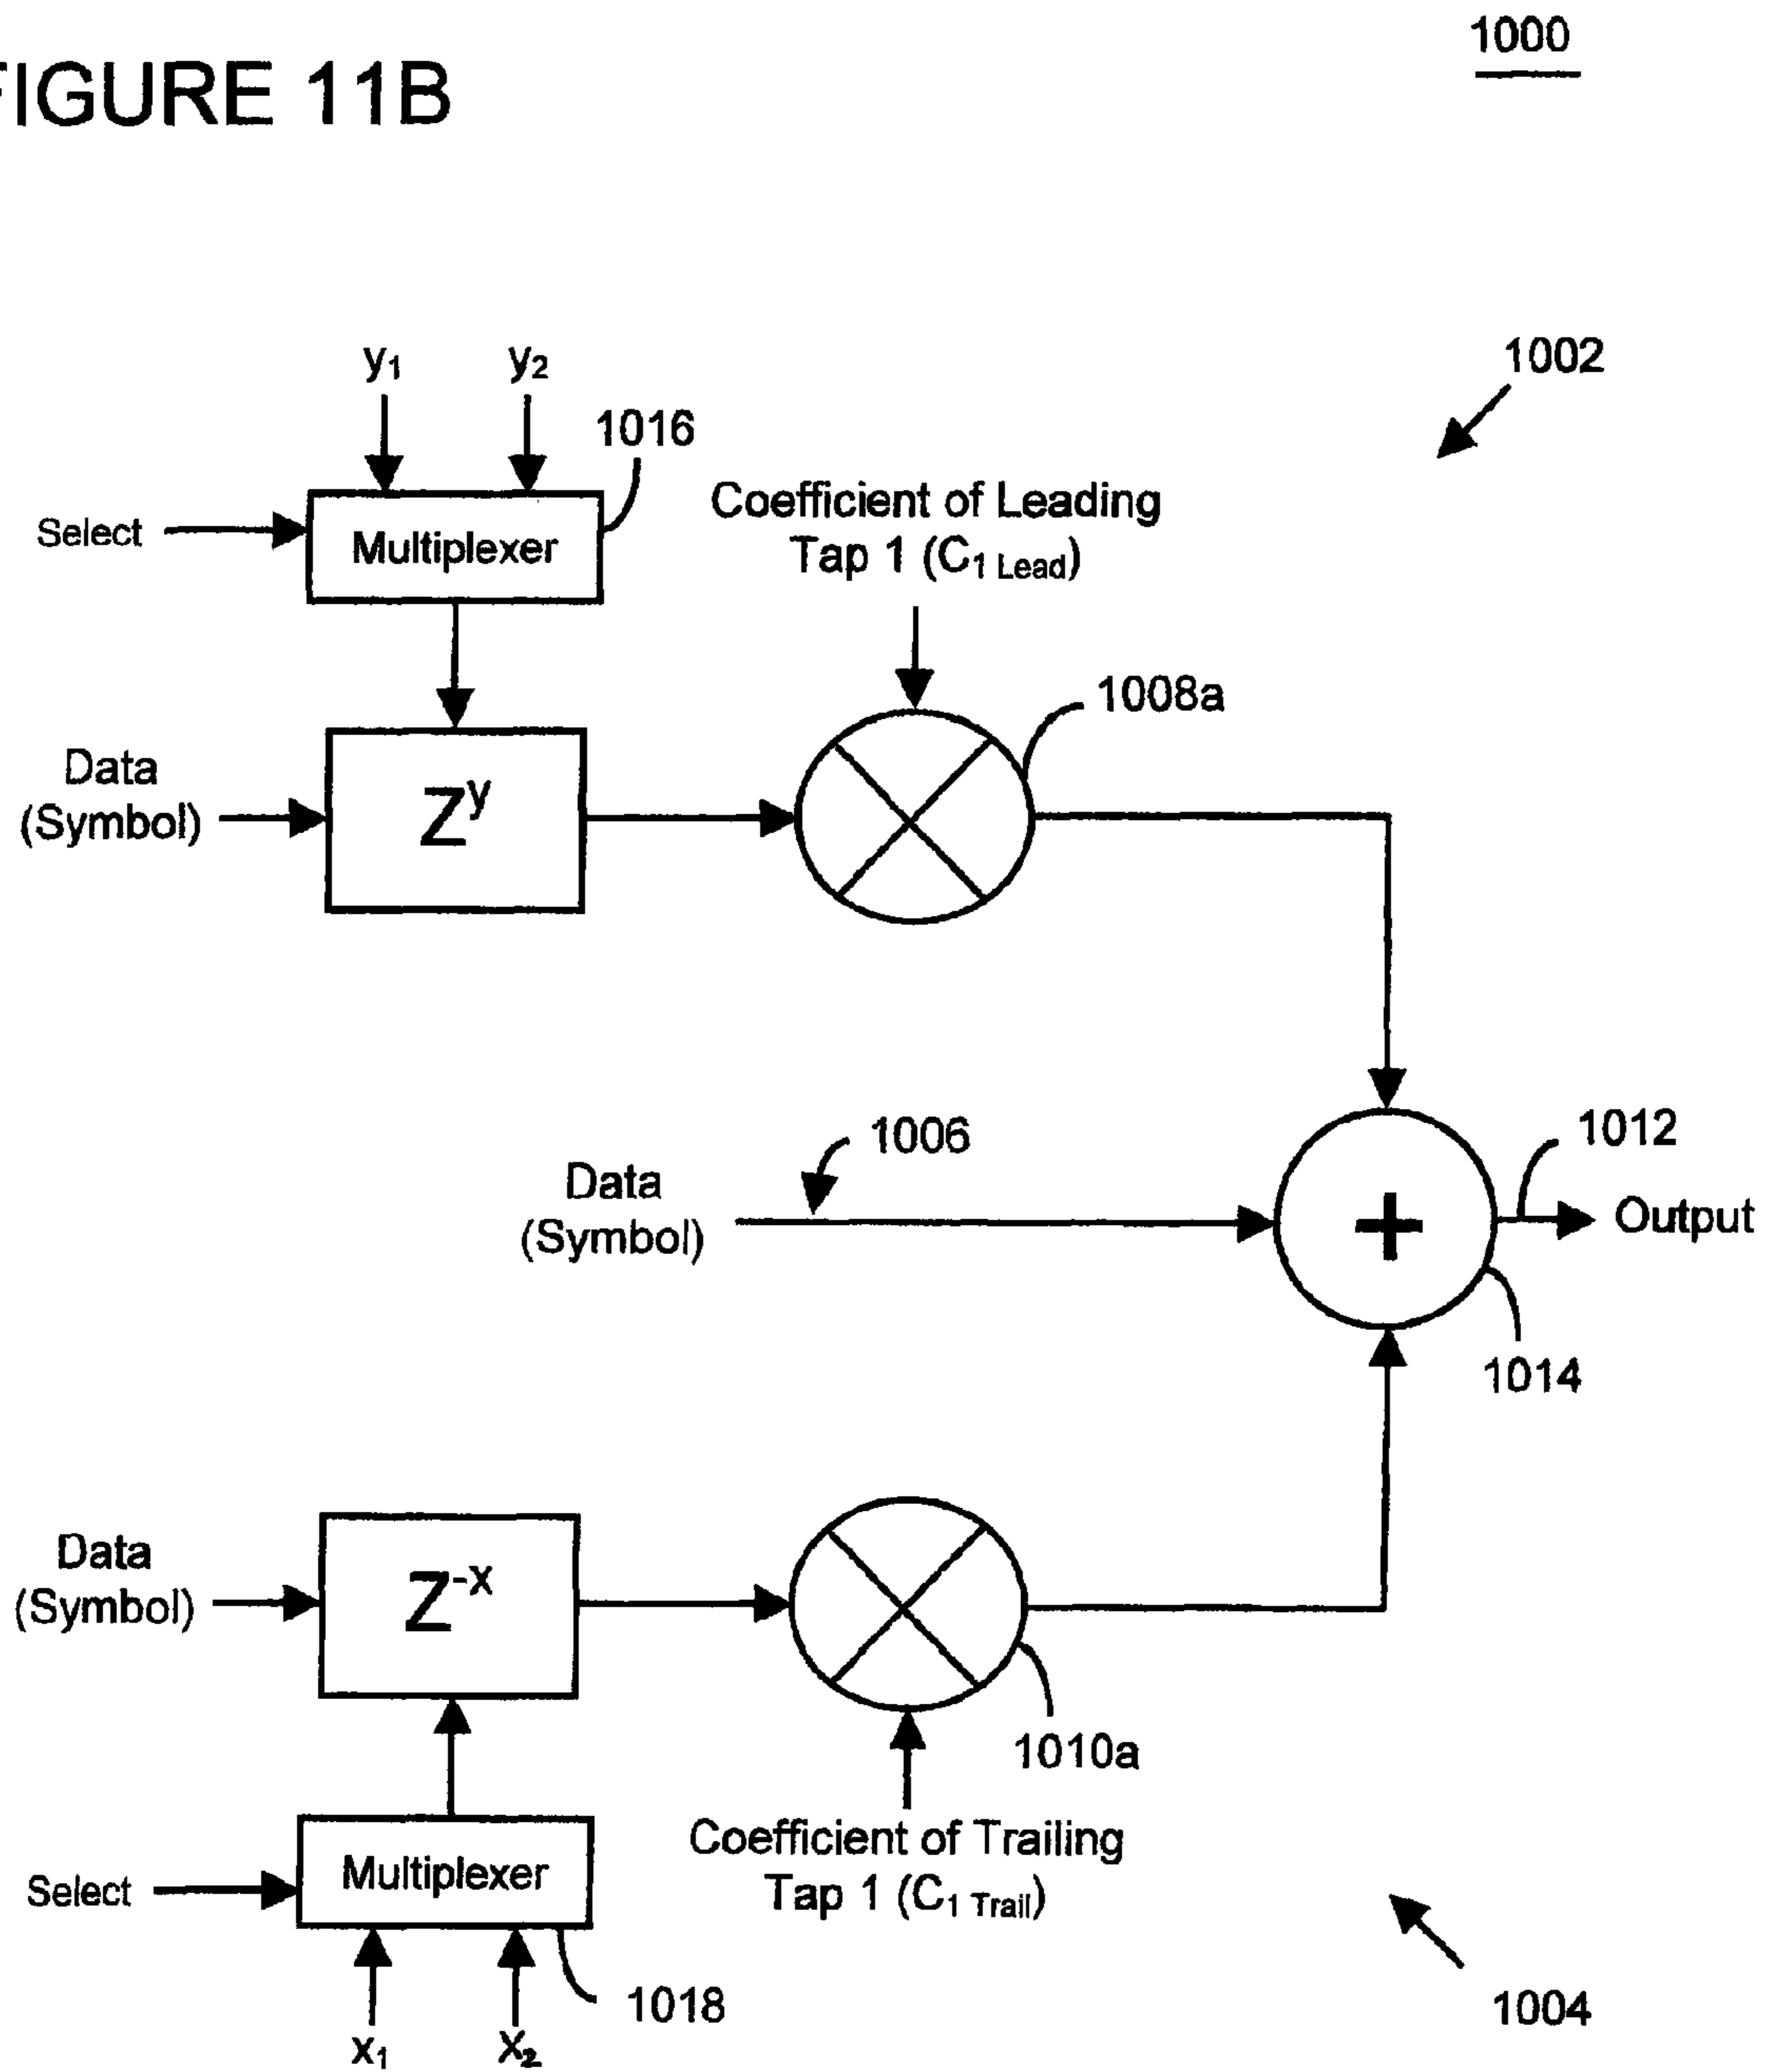 1000
FIGURE 11B
1002
y₁ y₂
1016
Select
Multiplexer
Coefficient of Leading
Tap 1 (C₁ Lead)
1008a
Data
(Symbol)
Zʸ
1006
Data
(Symbol)
+
1012
Output
1014
Data
(Symbol)
Z⁻ˣ
1010a
Coefficient of Trailing
Tap 1 (C₁ Trail)
Select
Multiplexer
1018
x₁ x₂
1004